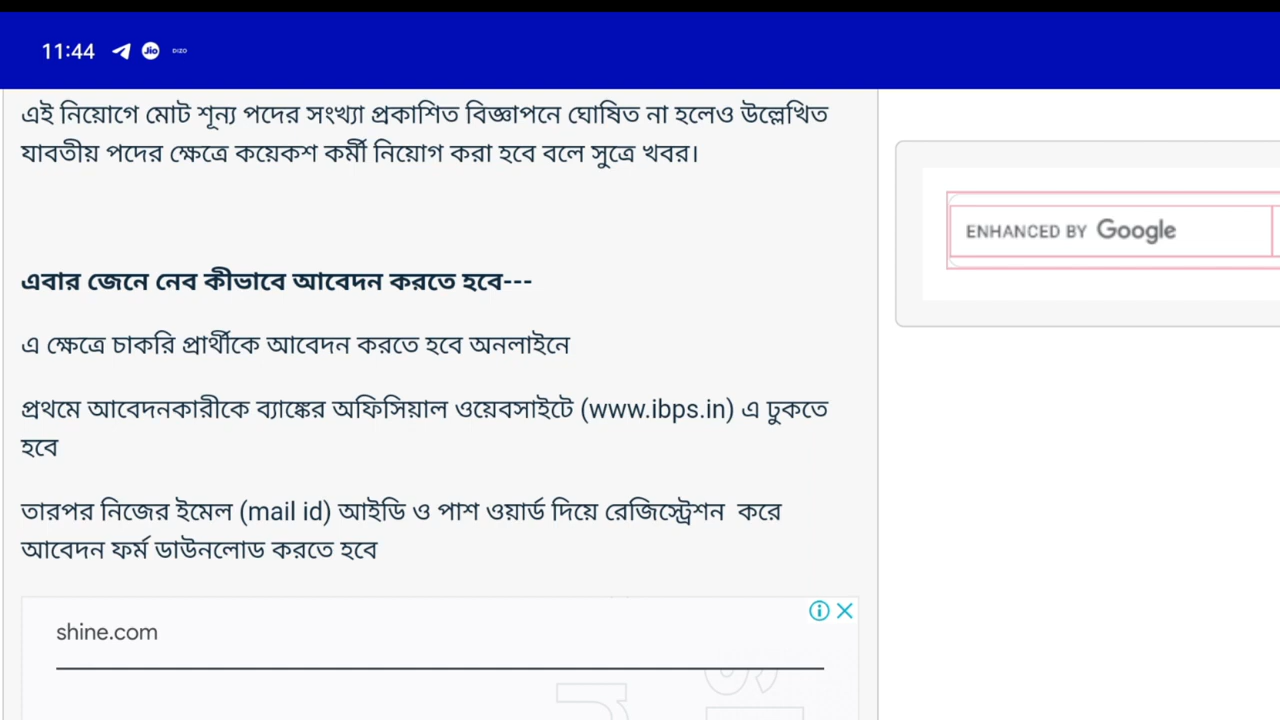 11:44
Jio
DIZO
এই নিয়োগে মোট শূন্য পদের সংখ্যা প্রকাশিত বিজ্ঞাপনে ঘোষিত না হলেও উল্লেখিত
যাবতীয় পদের ক্ষেত্রে কয়েকশ কর্মী নিয়োগ করা হবে বলে সুত্রে খবর।
ENHANCED BY Google
এবার জেনে নেব কীভাবে আবেদন করতে হবে---
এ ক্ষেত্রে চাকরি প্রার্থীকে আবেদন করতে হবে অনলাইনে
প্রথমে আবেদনকারীকে ব্যাঙ্কের অফিসিয়াল ওয়েবসাইটে (www.ibps.in) এ ঢুকতে
হবে
তারপর নিজের ইমেল (mail id) আইডি ও পাশ ওয়ার্ড দিয়ে রেজিস্ট্রেশন করে
আবেদন ফর্ম ডাউনলোড করতে হবে
shine.com